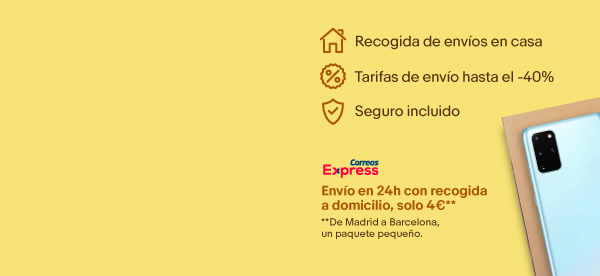 Recogida de envíos en casa
Tarifas de envío hasta el -40%
Seguro incluido
Correos
Express
Envío en 24h con recogida
a domicilio, solo 4€**
**De Madrid a Barcelona,
un paquete pequeño.